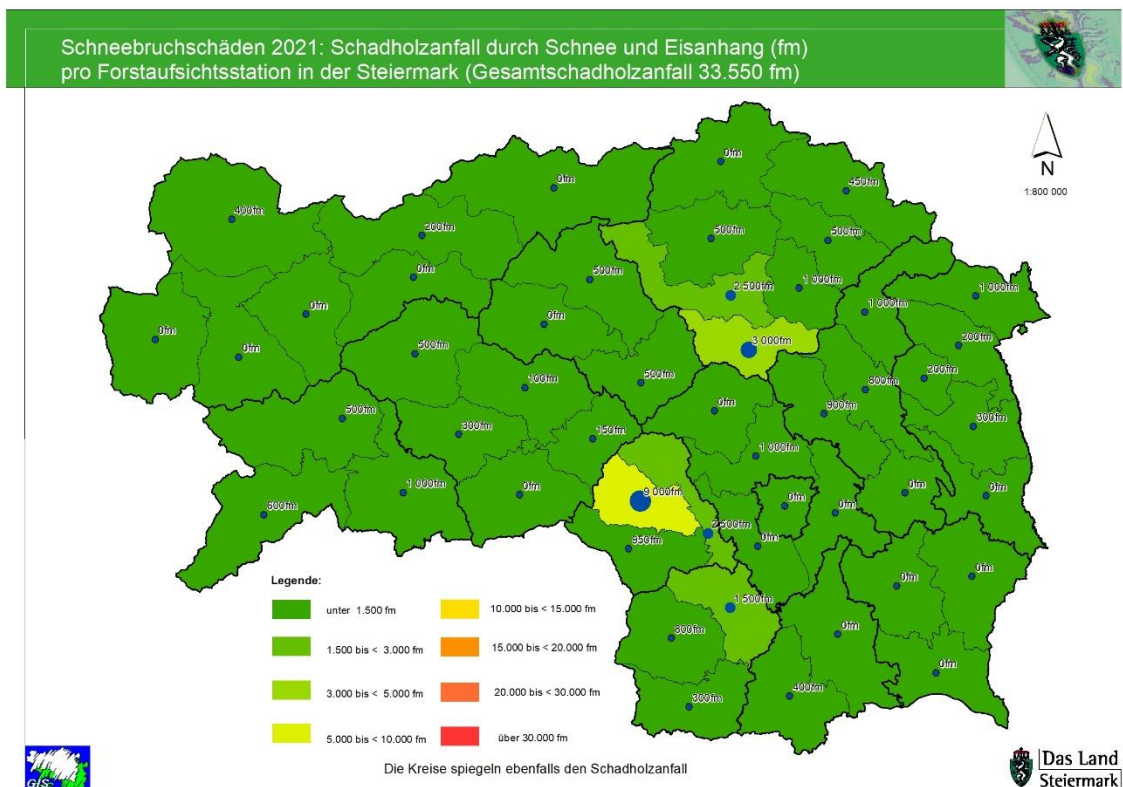 Schneebruchschäden 2021: Schadholzanfall durch Schnee und Eisanhang (fm)
pro Forstaufsichtsstation in der Steiermark (Gesamtschadholzanfall 33.550 fm)
N
1:800 000
0fm
450fm
0fm
400fm
200fm
500fm
500fm
0fm
500fm
1 000fm
2 500fm
1 000fm
1 000fm
0fm
0fm
0fm
3 000fm
200fm
0fm
500fm
200fm
100fm
500fm
800fm
0fm
900fm
500fm
300fm
300fm
150fm
1 000fm
1 000fm
0fm
9 000fm
0fm
0fm
0fm
600fm
0fm
2 500fm
950fm
0fm
0fm
0fm
1 500fm
300fm
0fm
0fm
300fm
400fm
Legende:
unter 1.500 fm
1.500 bis < 3.000 fm
3.000 bis < 5.000 fm
5.000 bis < 10.000 fm
10.000 bis < 15.000 fm
15.000 bis < 20.000 fm
20.000 bis < 30.000 fm
über 30.000 fm
Die Kreise spiegeln ebenfalls den Schadholzanfall
GIS
Das Land
Steiermark